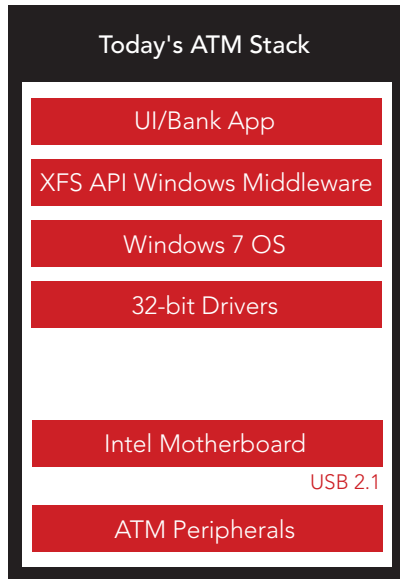 Today's ATM Stack
UI/Bank App
XFS API Windows Middleware
Windows 7 OS
32-bit Drivers
Intel Motherboard
USB 2.1
ATM Peripherals